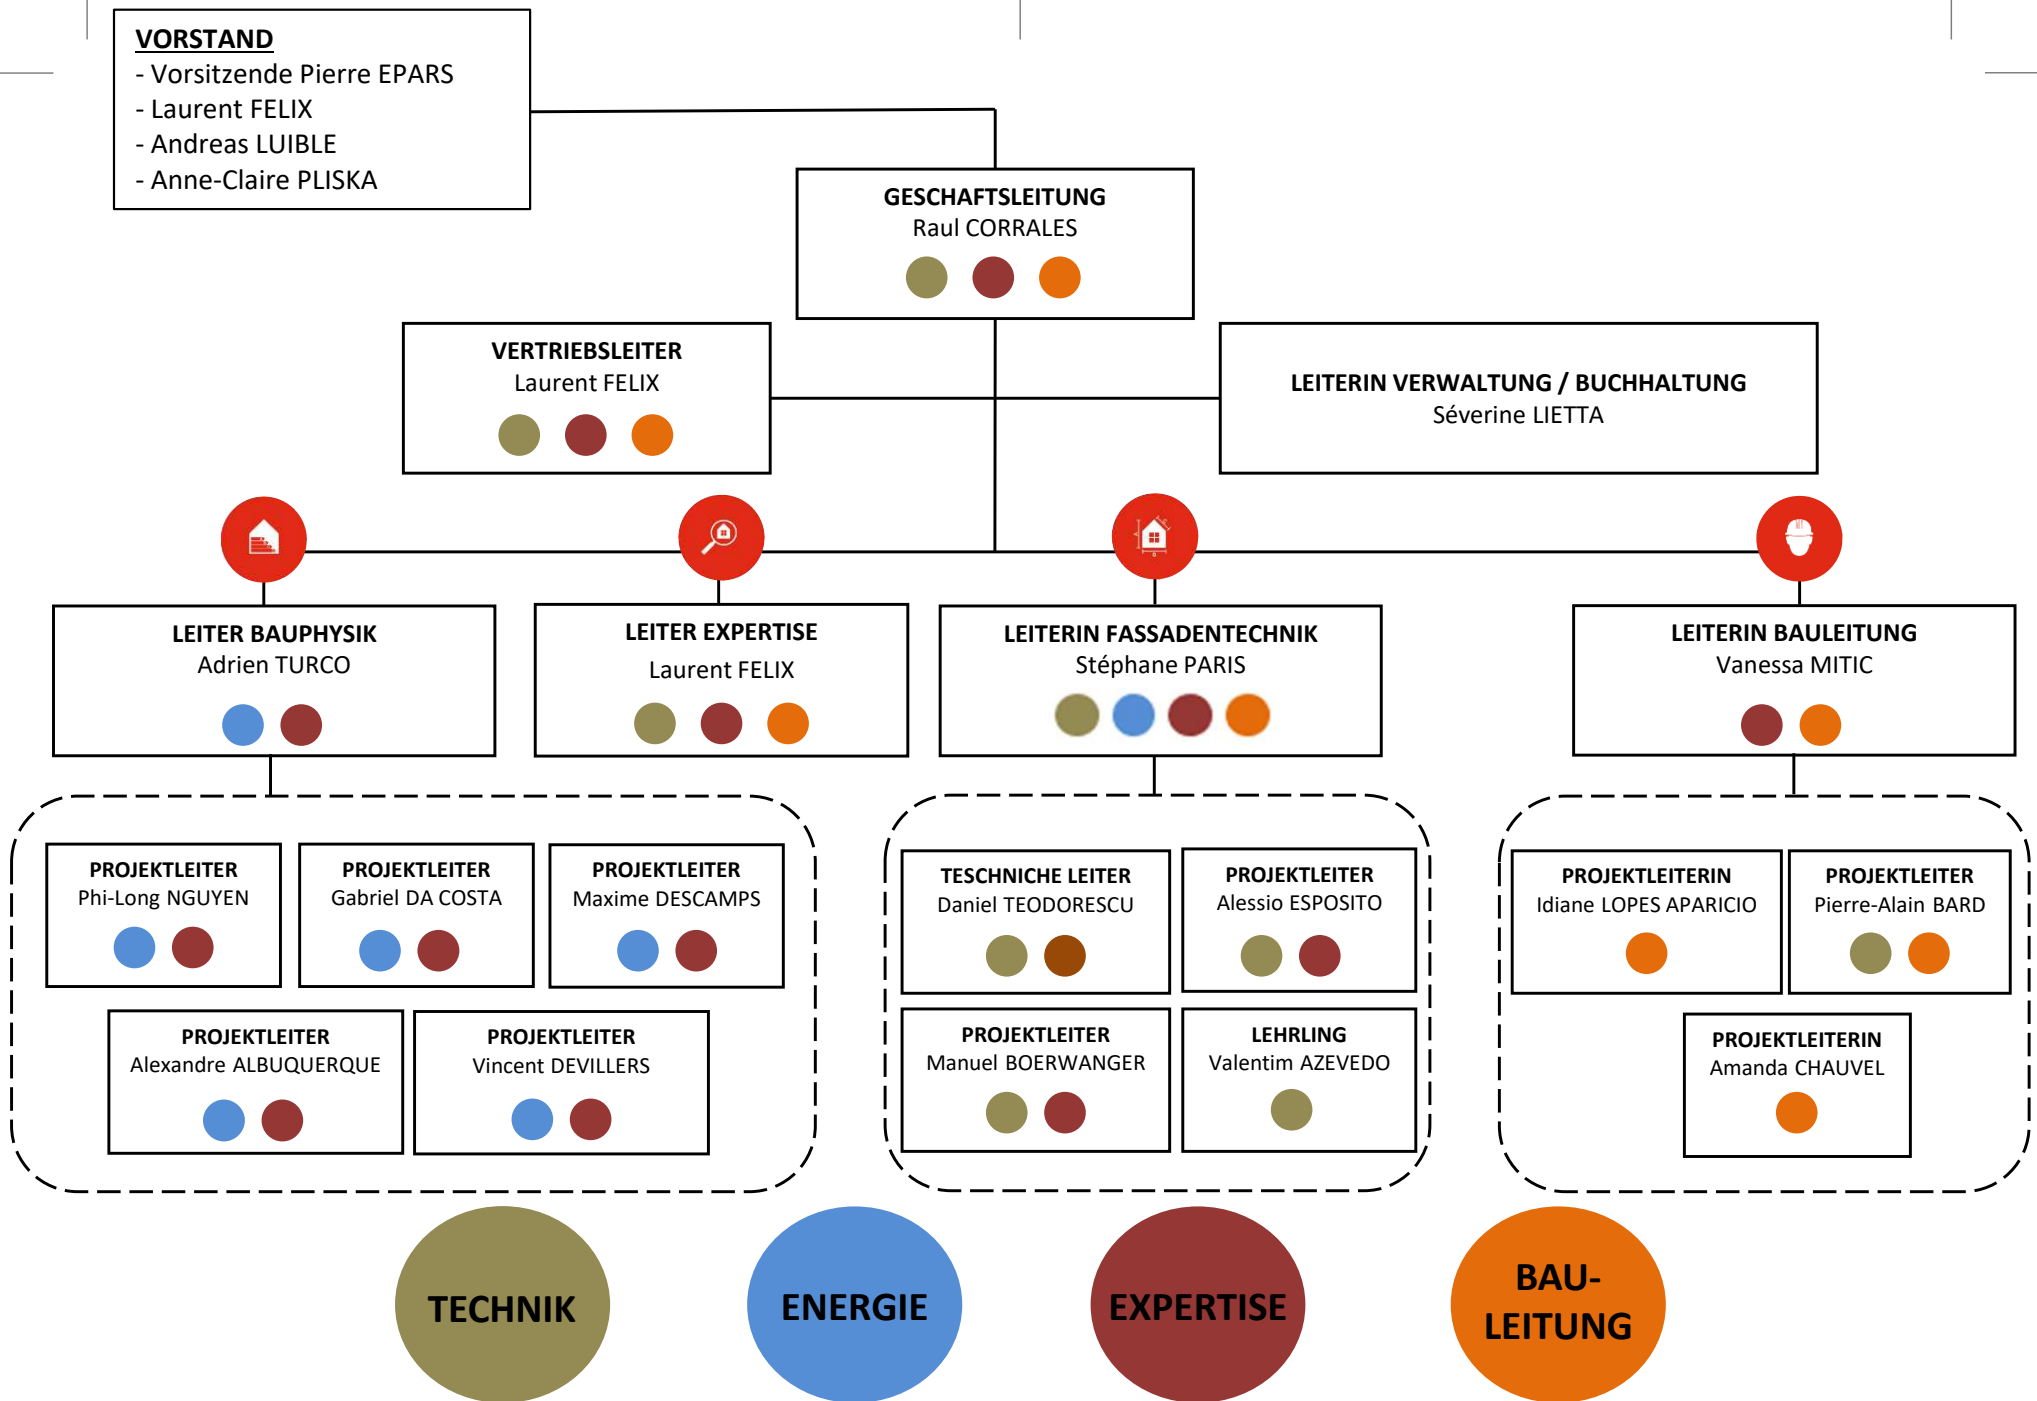 VORSTAND
- Vorsitzende Pierre EPARS
- Laurent FELIX
- Andreas LUIBLE
- Anne-Claire PLISKA
GESCHAFTSLEITUNG
Raul CORRALES
VERTRIEBSLEITER
Laurent FELIX
LEITERIN VERWALTUNG / BUCHHALTUNG
Séverine LIETTA
LEITER BAUPHYSIK
Adrien TURCO
LEITER EXPERTISE
Laurent FELIX
LEITERIN FASSADENTECHNIK
Stéphane PARIS
LEITERIN BAULEITUNG
Vanessa MITIC
PROJEKTLEITER
Phi-Long NGUYEN
PROJEKTLEITER
Gabriel DA COSTA
PROJEKTLEITER
Maxime DESCAMPS
PROJEKTLEITER
Alexandre ALBUQUERQUE
PROJEKTLEITER
Vincent DEVILLERS
TESCHNICHE LEITER
Daniel TEODORESCU
PROJEKTLEITER
Alessio ESPOSITO
PROJEKTLEITER
Manuel BOERWANGER
LEHRLING
Valentim AZEVEDO
PROJEKTLEITERIN
Idiane LOPES APARICIO
PROJEKTLEITER
Pierre-Alain BARD
PROJEKTLEITERIN
Amanda CHAUVEL
TECHNIK
ENERGIE
EXPERTISE
BAU-
LEITUNG